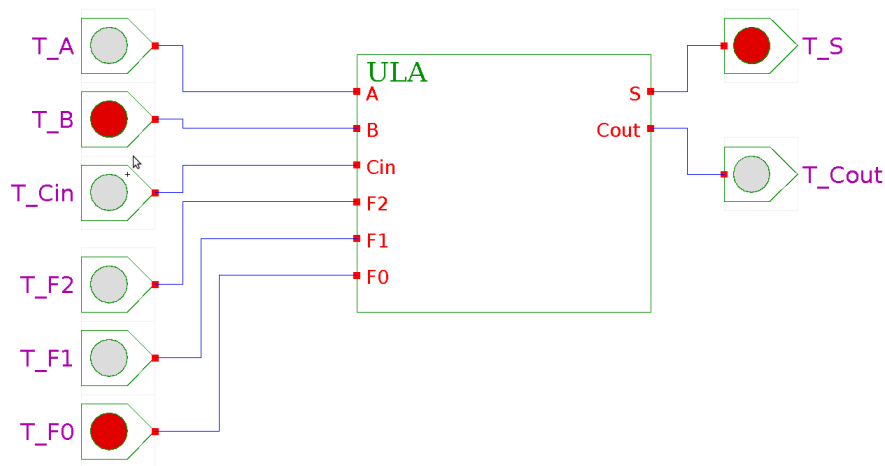 T_A
T_B
T_Cin
T_F2
T_F1
T_F0
ULA
A
B
Cin
F2
F1
F0
S
Cout
T_S
T_Cout